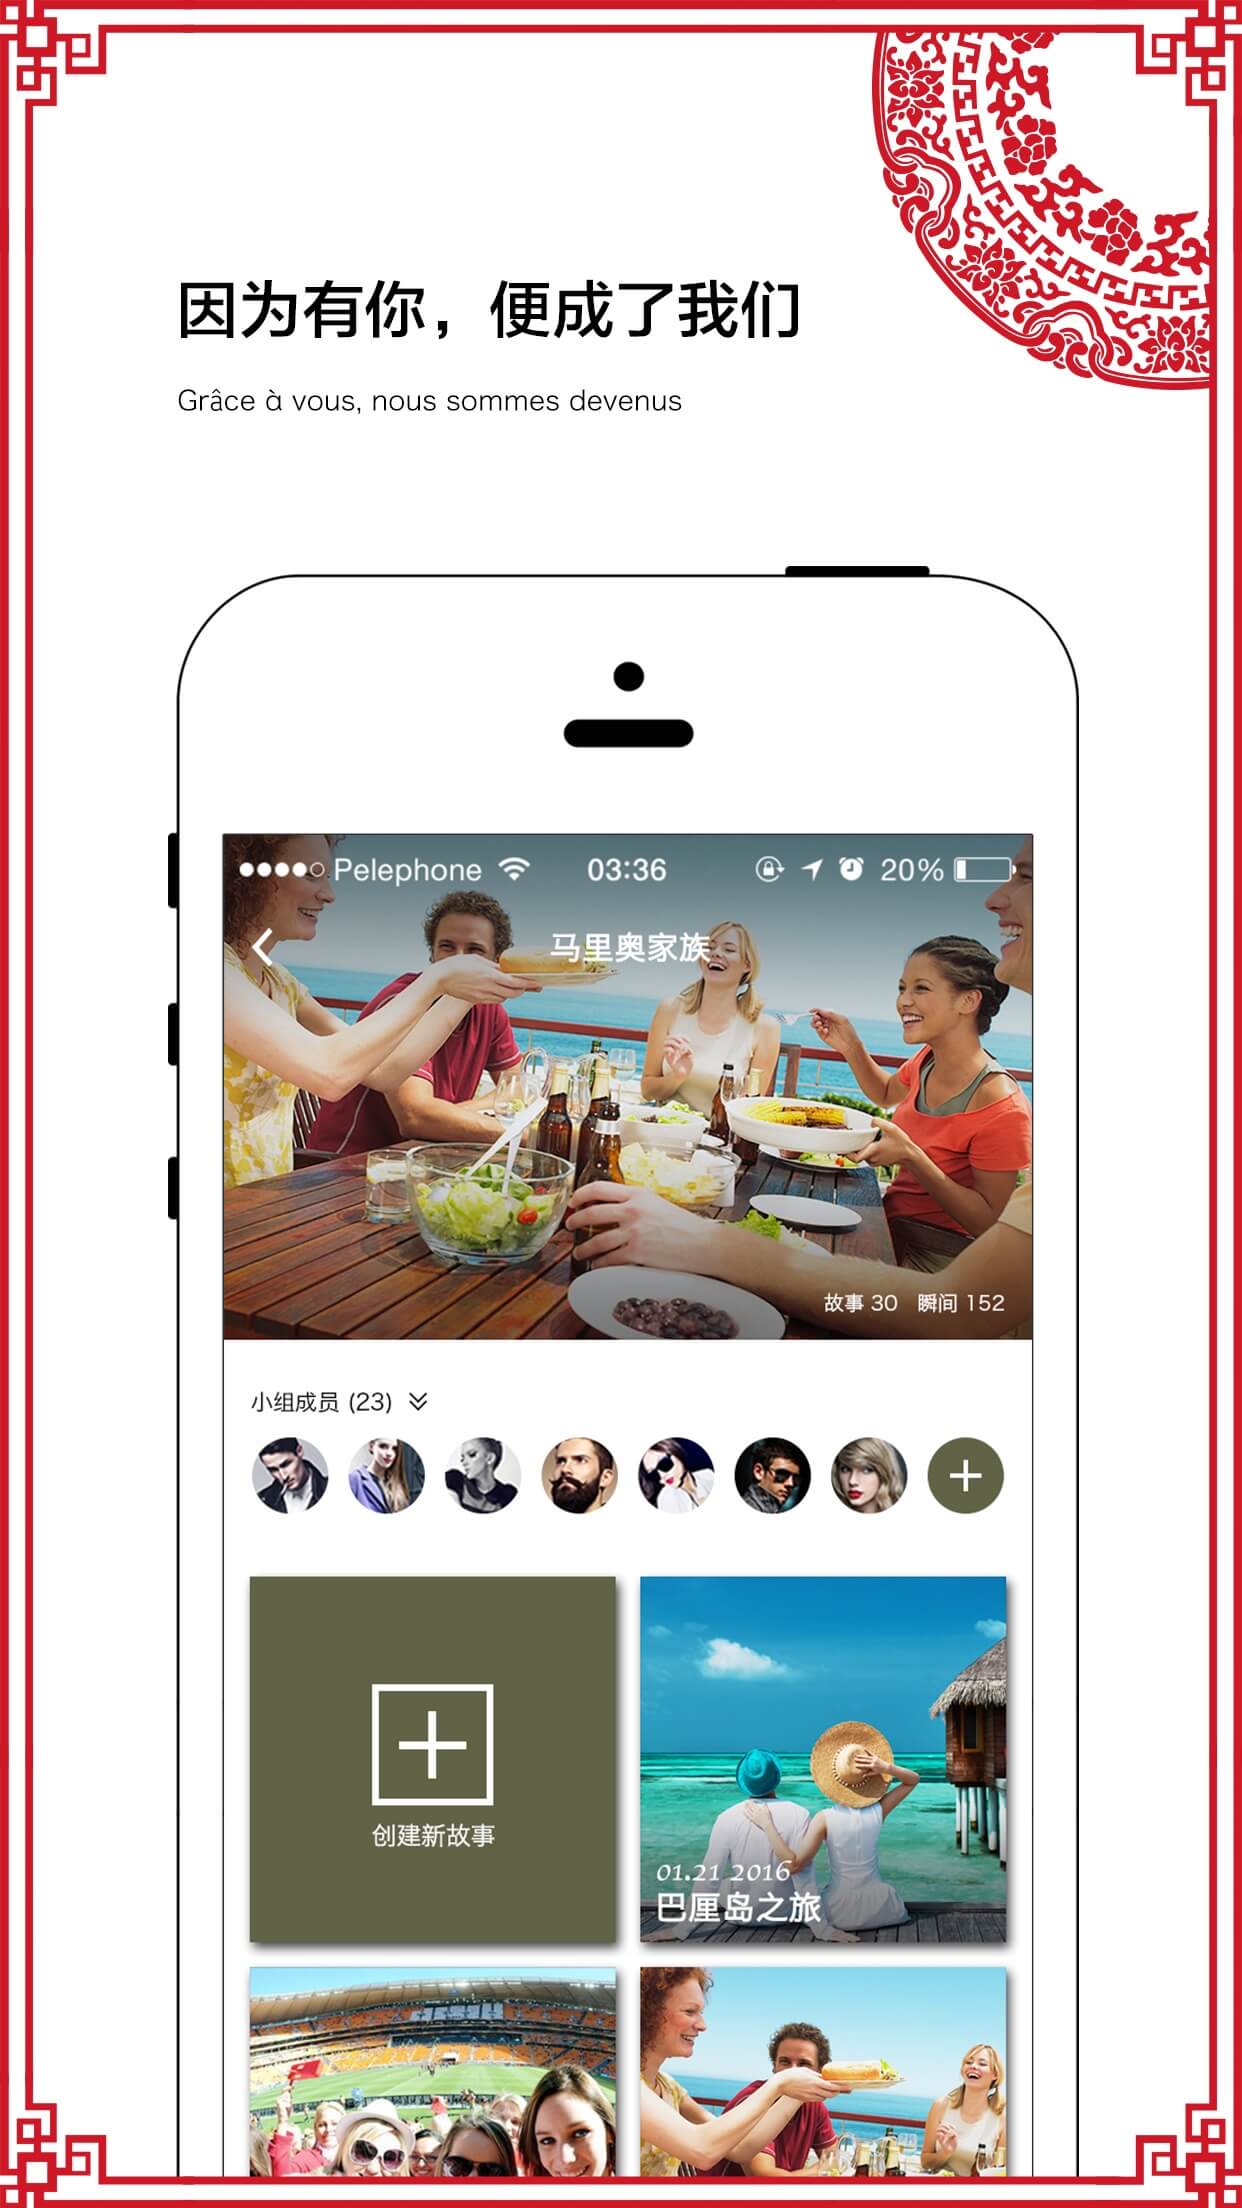 因为有你，便成了我们
Grâce à vous, nous sommes devenus
Pelephone 03:36 20%
马里奥家族
故事 30 瞬间 152
小组成员 (23)
创建新故事
01.21 2016
巴厘岛之旅